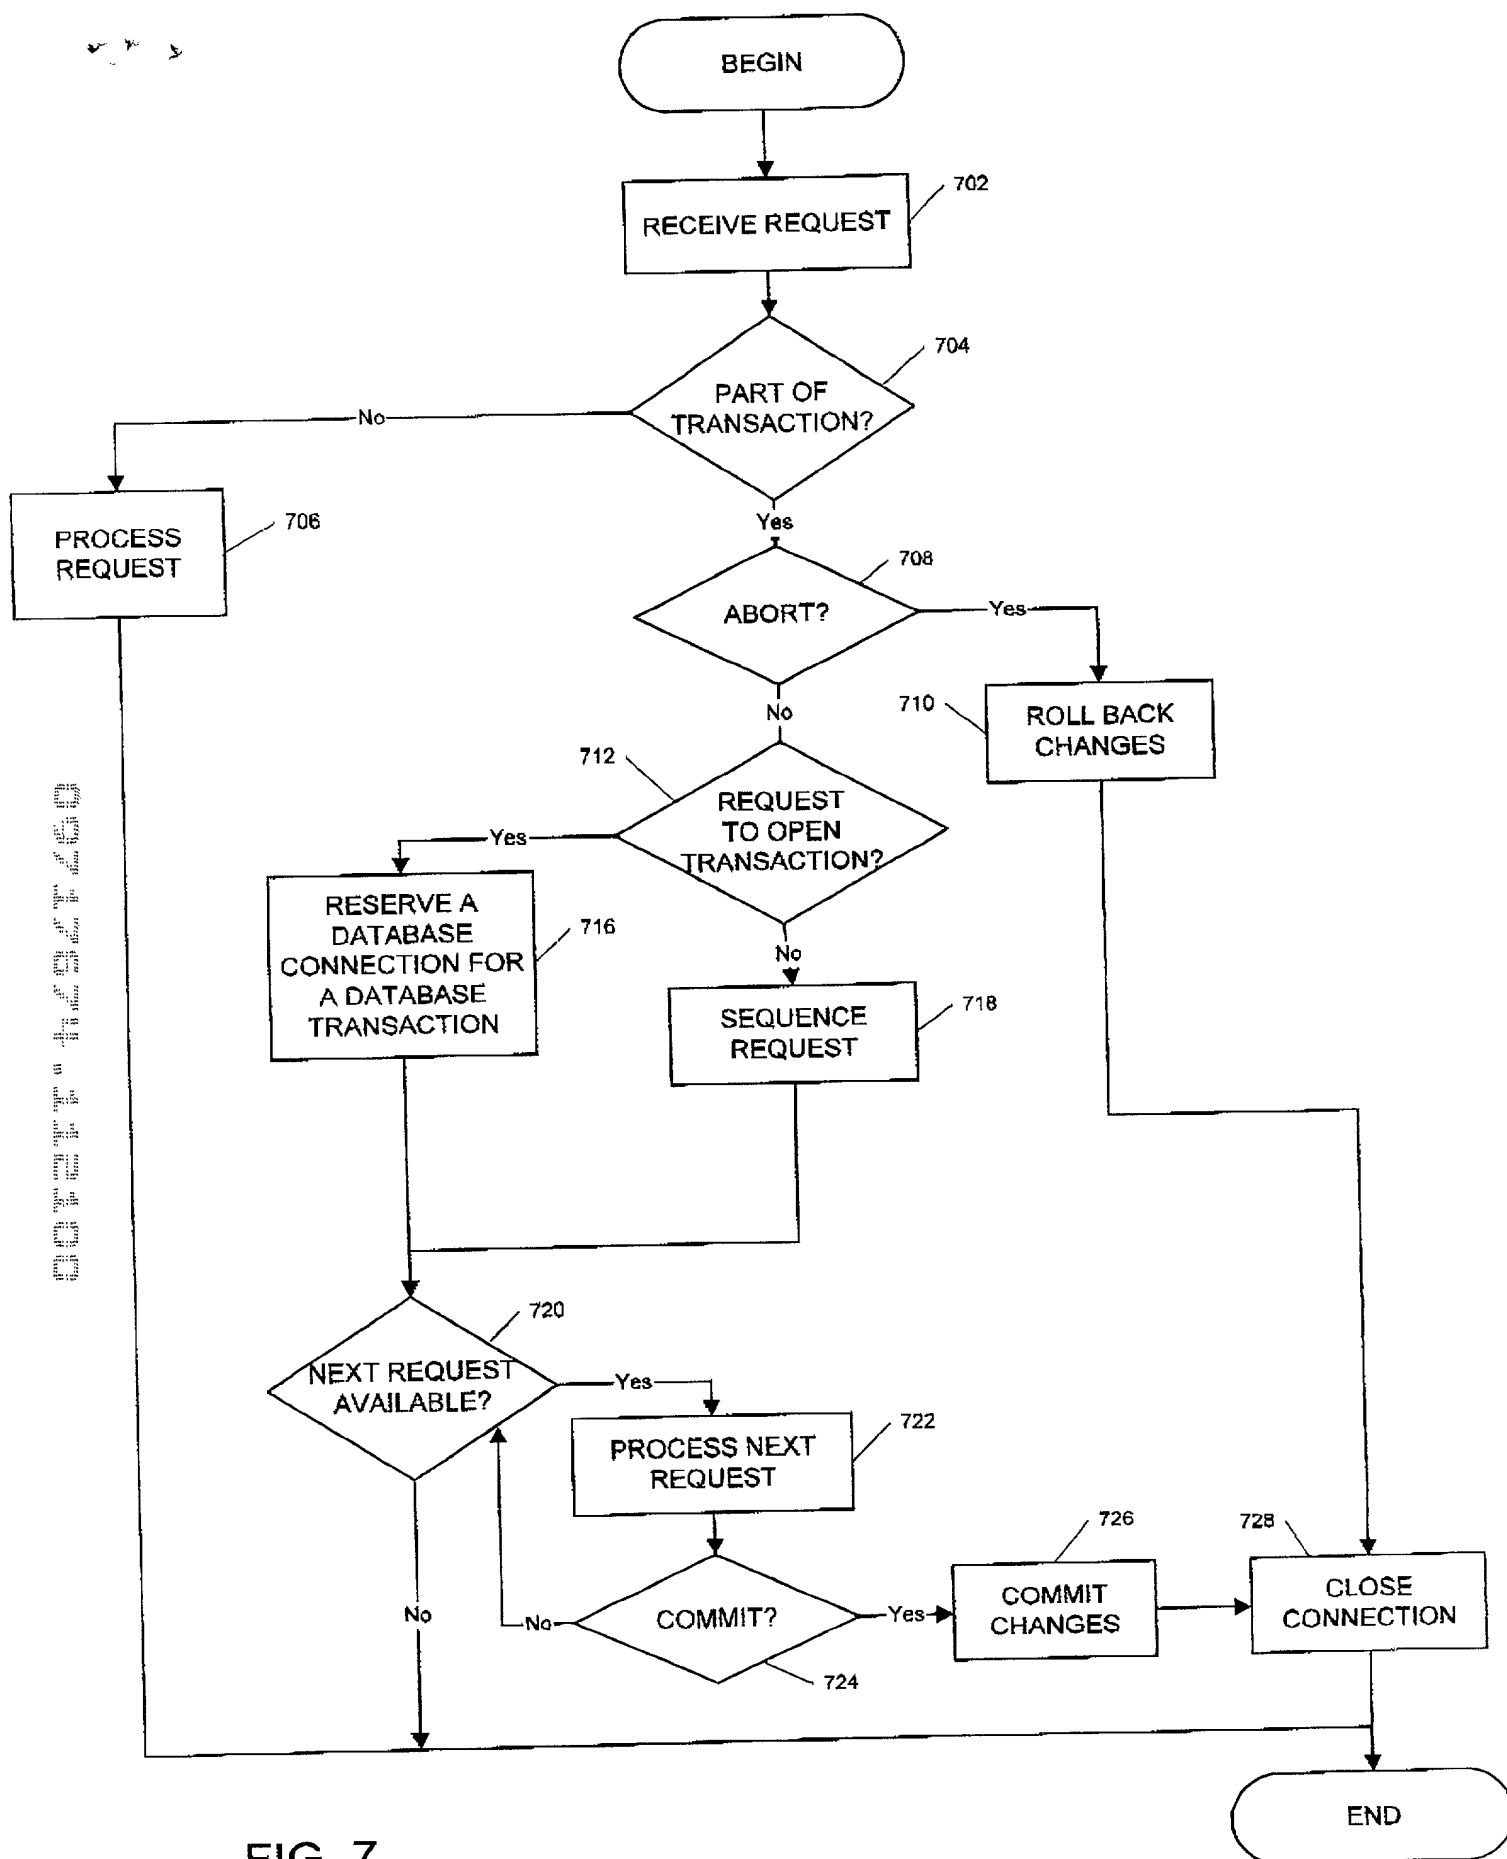 BEGIN
RECEIVE REQUEST
702
PART OF
TRANSACTION?
704
No
Yes
PROCESS
REQUEST
706
ABORT?
708
Yes
No
ROLL BACK
CHANGES
710
REQUEST
TO OPEN
TRANSACTION?
712
Yes
No
RESERVE A
DATABASE
CONNECTION FOR
A DATABASE
TRANSACTION
716
SEQUENCE
REQUEST
718
NEXT REQUEST
AVAILABLE?
720
Yes
No
PROCESS NEXT
REQUEST
722
COMMIT?
724
No
Yes
COMMIT
CHANGES
726
CLOSE
CONNECTION
728
END
FIG. 7